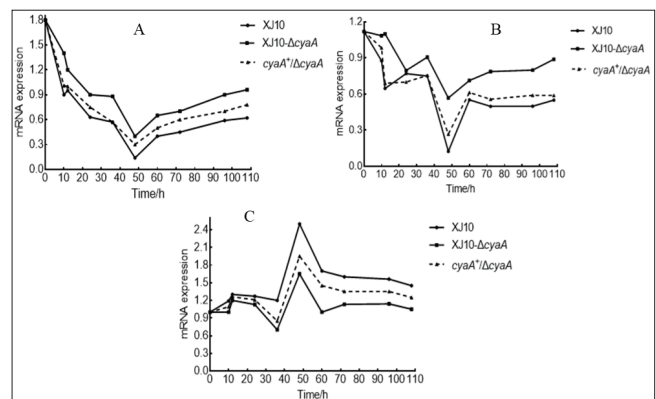 A
XJ10
XJ10-ΔcyaA
cyaA*/ΔcyaA
mRNA expression
1.8
1.5
1.2
0.9
0.6
0.3
0.0
0 10 20 30 40 50 60 70 80 90 100 110
Time/h
B
XJ10
XJ10-ΔcyaA
cyaA*/ΔcyaA
mRNA expression
1.2
0.9
0.6
0.3
0.0
0 10 20 30 40 50 60 70 80 90 100 110
Time/h
C
XJ10
XJ10-ΔcyaA
cyaA*/ΔcyaA
mRNA expression
2.4
2.1
1.8
1.5
1.2
0.9
0.6
0.3
0.0
0 10 20 30 40 50 60 70 80 90 100 110
Time/h